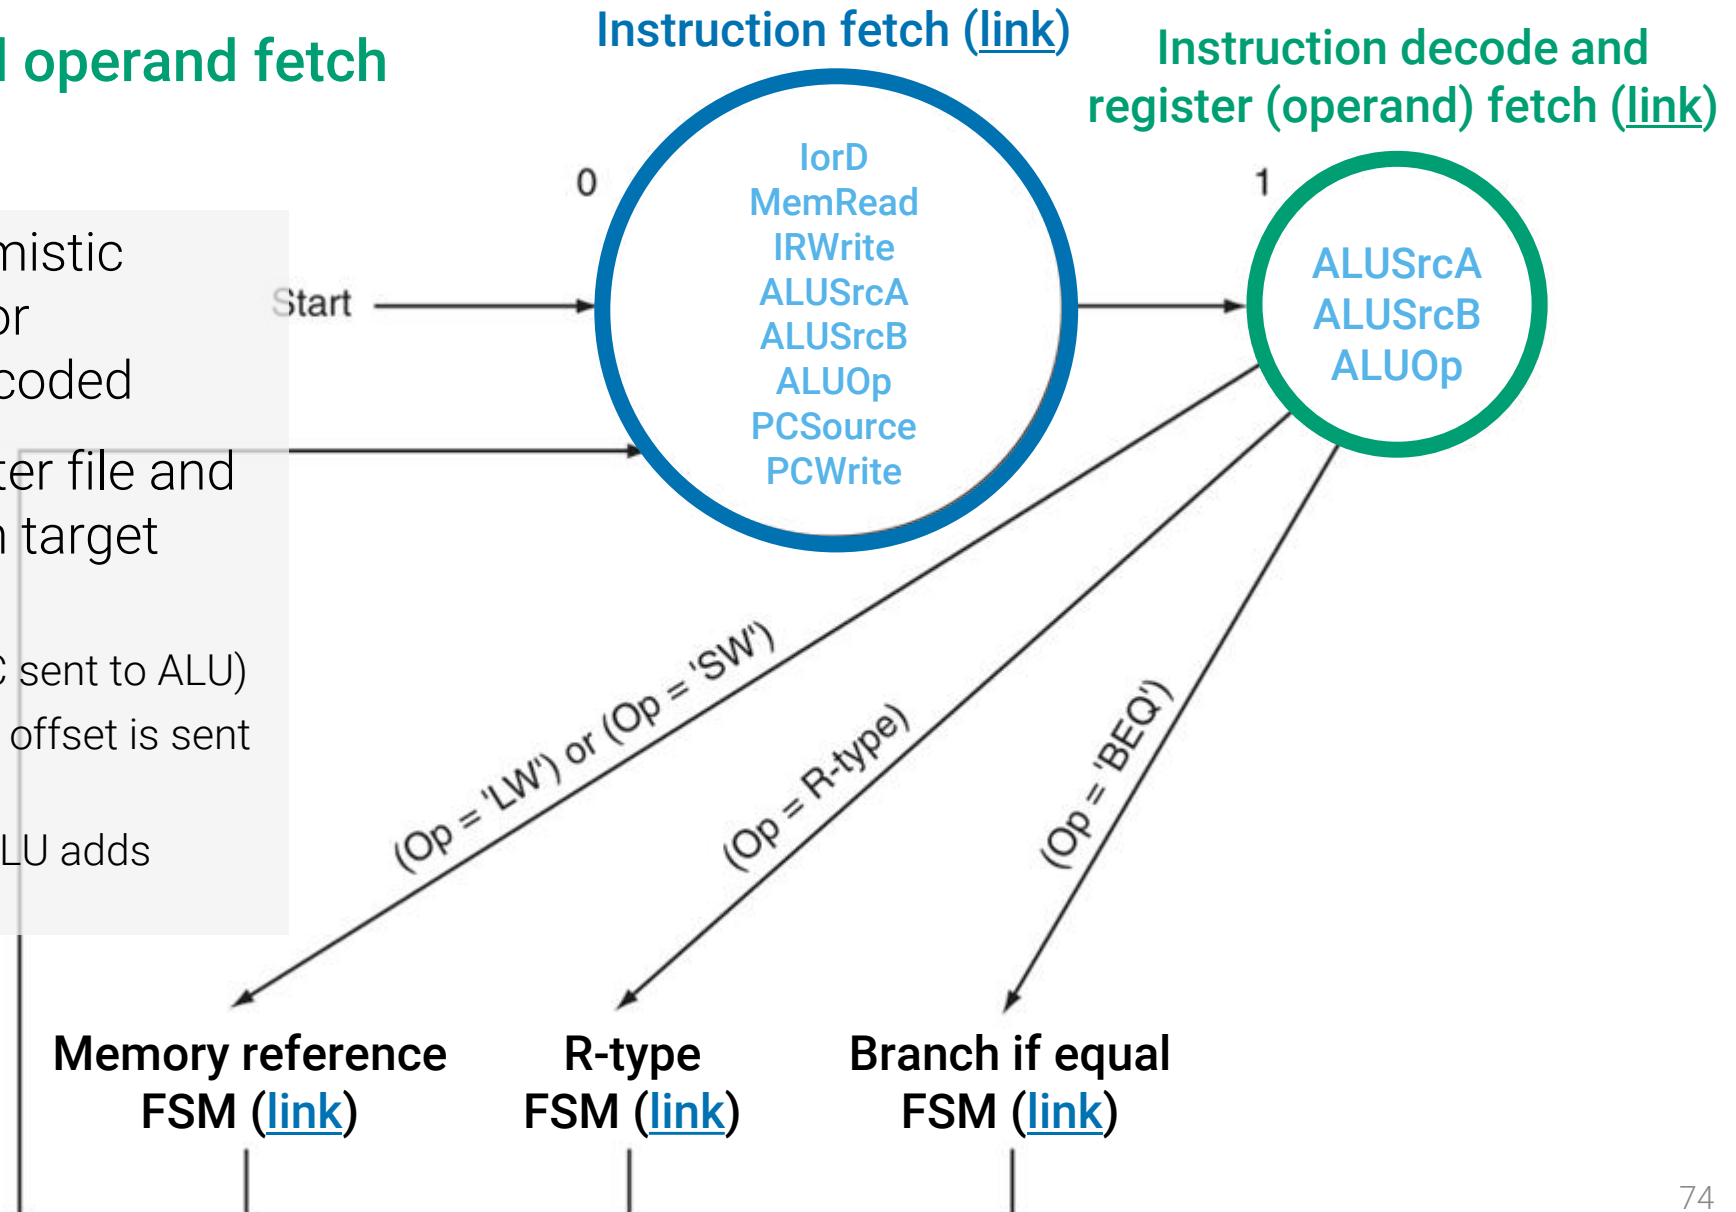 l operand fetch
mistic
or
coded
ter file and
n target
C sent to ALU)
offset is sent
LU adds
Instruction fetch (link)
Instruction decode and
register (operand) fetch (link)
Start
0
IorD
MemRead
IRWrite
ALUSrcA
ALUSrcB
ALUOp
PCSource
PCWrite
1
ALUSrcA
ALUSrcB
ALUOp
(Op = 'LW') or (Op = 'SW')
(Op = R-type)
(Op = 'BEQ')
Memory reference
FSM (link)
R-type
FSM (link)
Branch if equal
FSM (link)
74